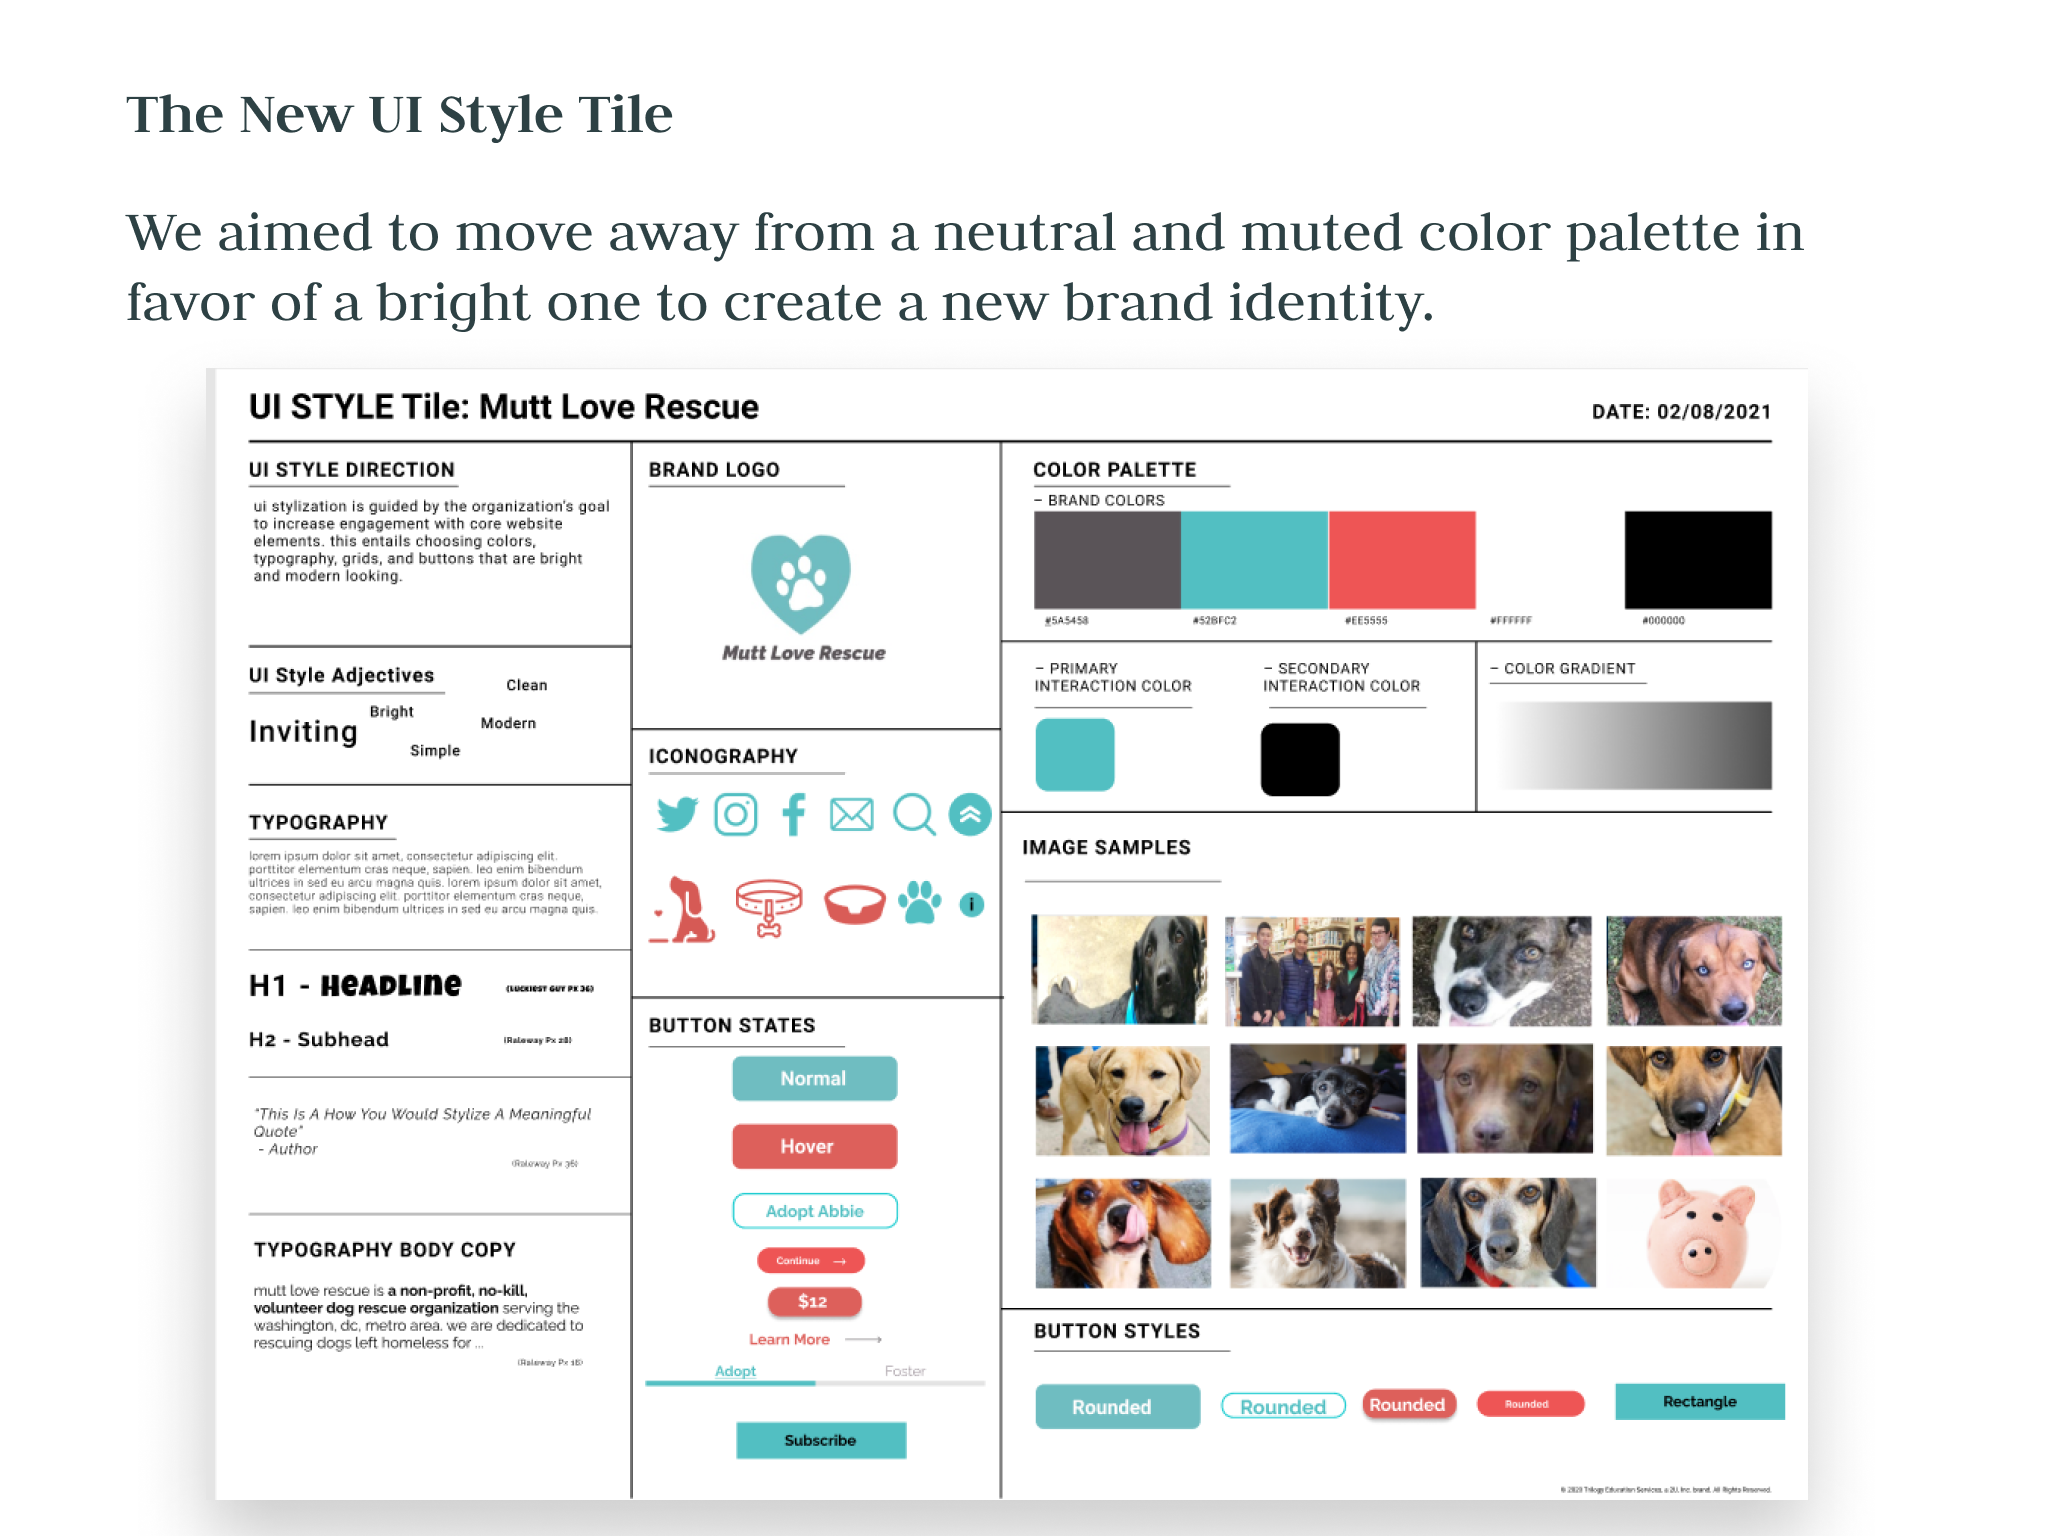 The New UI Style Tile
We aimed to move away from a neutral and muted color palette in
favor of a bright one to create a new brand identity.
UI STYLE Tile: Mutt Love Rescue
DATE: 02/08/2021
UI STYLE DIRECTION
ui stylization is guided by the organization's goal
to increase engagement with core website
elements. this entails choosing colors,
typography, grids, and buttons that are bright
and modern looking.
UI Style Adjectives
Clean
Bright
Inviting
Modern
Simple
TYPOGRAPHY
lorem ipsum dolor sit amet, consectetur adipiscing elit.
porttitor elementum cras neque, sapien. leo enim bibendum
ultrices in sed eu arcu magna quis. lorem ipsum dolor sit amet,
consectetur adipiscing elit. porttitor elementum cras neque,
sapien. leo enim bibendum ultrices in sed eu arcu magna quis.
H1 - HEADLINE
(LUCKIEST GUY PX 36)
H2 - Subhead
(Raleway Px 28)
"This Is A How You Would Stylize A Meaningful
Quote"
- Author
(Raleway Px 36)
TYPOGRAPHY BODY COPY
mutt love rescue is a non-profit, no-kill,
volunteer dog rescue organization serving the
washington, dc, metro area. we are dedicated to
rescuing dogs left homeless for ...
(Raleway Px 18)
BRAND LOGO
Mutt Love Rescue
ICONOGRAPHY
i
BUTTON STATES
Normal
Hover
Adopt Abbie
Continue →
$12
Learn More
Adopt
Foster
Subscribe
COLOR PALETTE
– BRAND COLORS
#5A5458
#52BFC2
#EE5555
#FFFFFF
#000000
– PRIMARY
INTERACTION COLOR
– SECONDARY
INTERACTION COLOR
– COLOR GRADIENT
IMAGE SAMPLES
BUTTON STYLES
Rounded
Rounded
Rounded
Rounded
Rectangle
© 2020 Trilogy Education Services, a 2U, Inc. brand. All Rights Reserved.